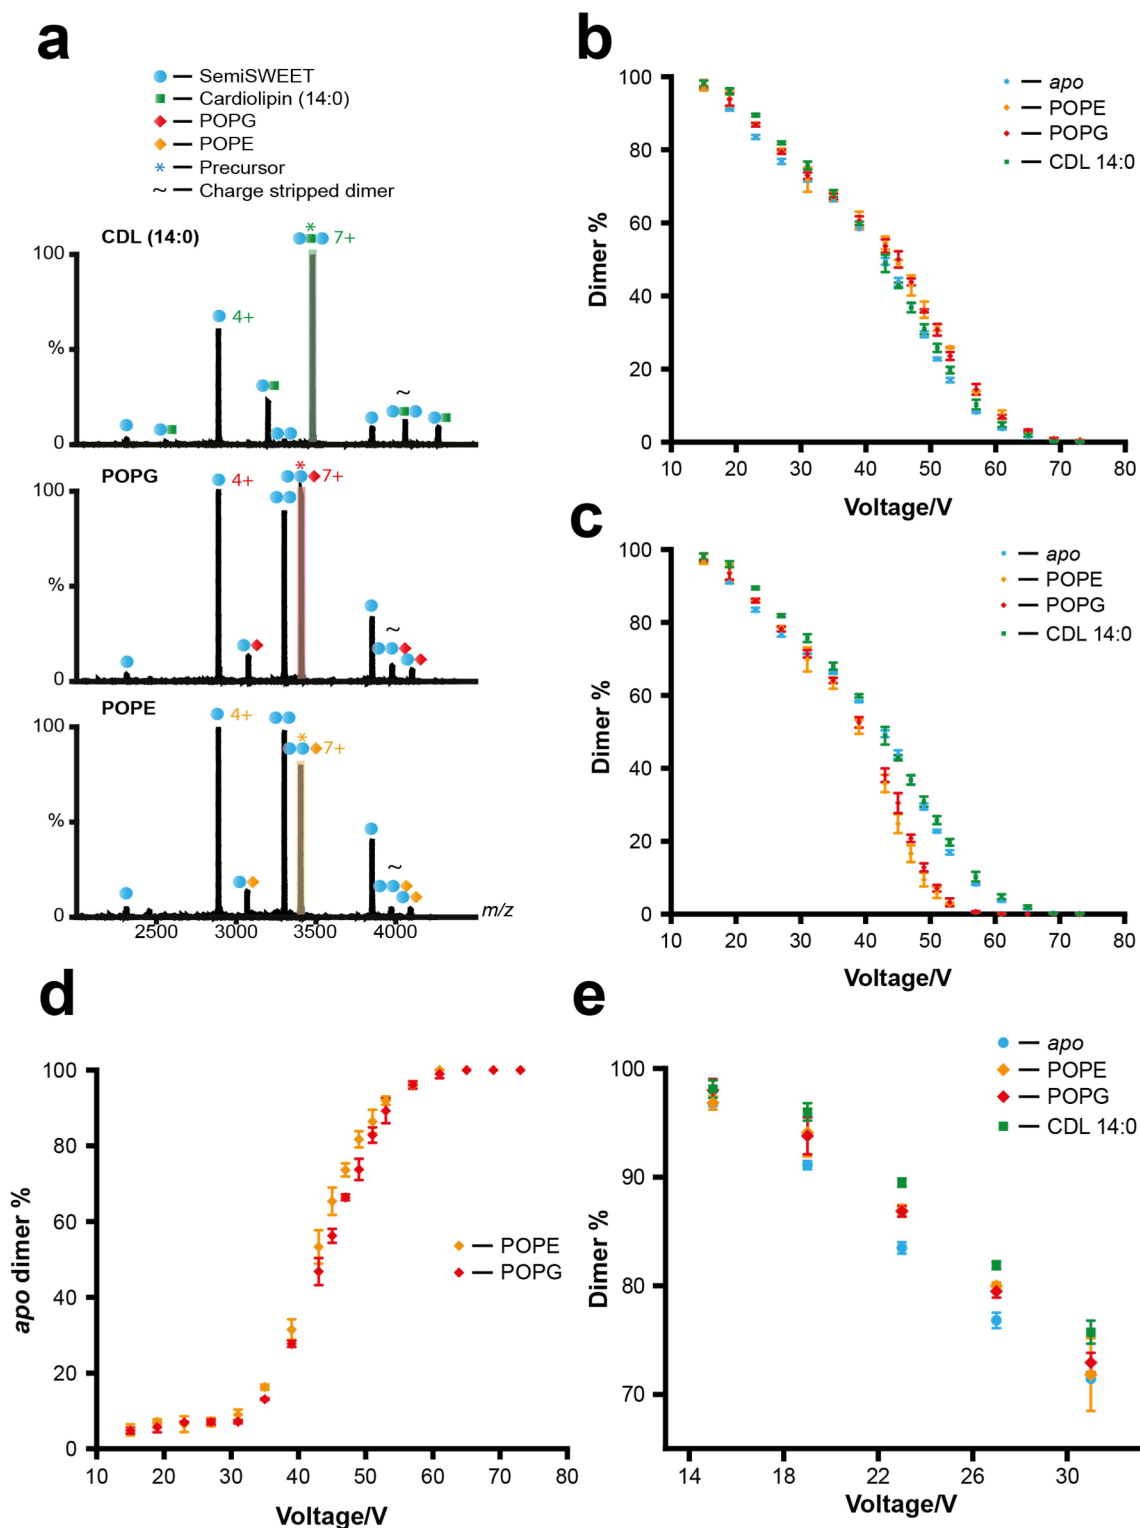 a
SemiSWEET
Cardiolipin (14:0)
POPG
POPE
* — Precursor
~ — Charge stripped dimer
CDL (14:0)
100
%
0
4+
*
7+
~
POPG
100
%
0
4+
*
7+
~
POPE
100
%
0
4+
*
7+
~
m/z
2500 3000 3500 4000
b
Dimer %
100
80
60
40
20
0
10 20 30 40 50 60 70 80
Voltage/V
apo
POPE
POPG
CDL 14:0
c
Dimer %
100
80
60
40
20
0
10 20 30 40 50 60 70 80
Voltage/V
apo
POPE
POPG
CDL 14:0
d
apo dimer %
100
80
60
40
20
0
10 20 30 40 50 60 70 80
Voltage/V
POPE
POPG
e
Dimer %
100
90
80
70
14 18 22 26 30
Voltage/V
apo
POPE
POPG
CDL 14:0